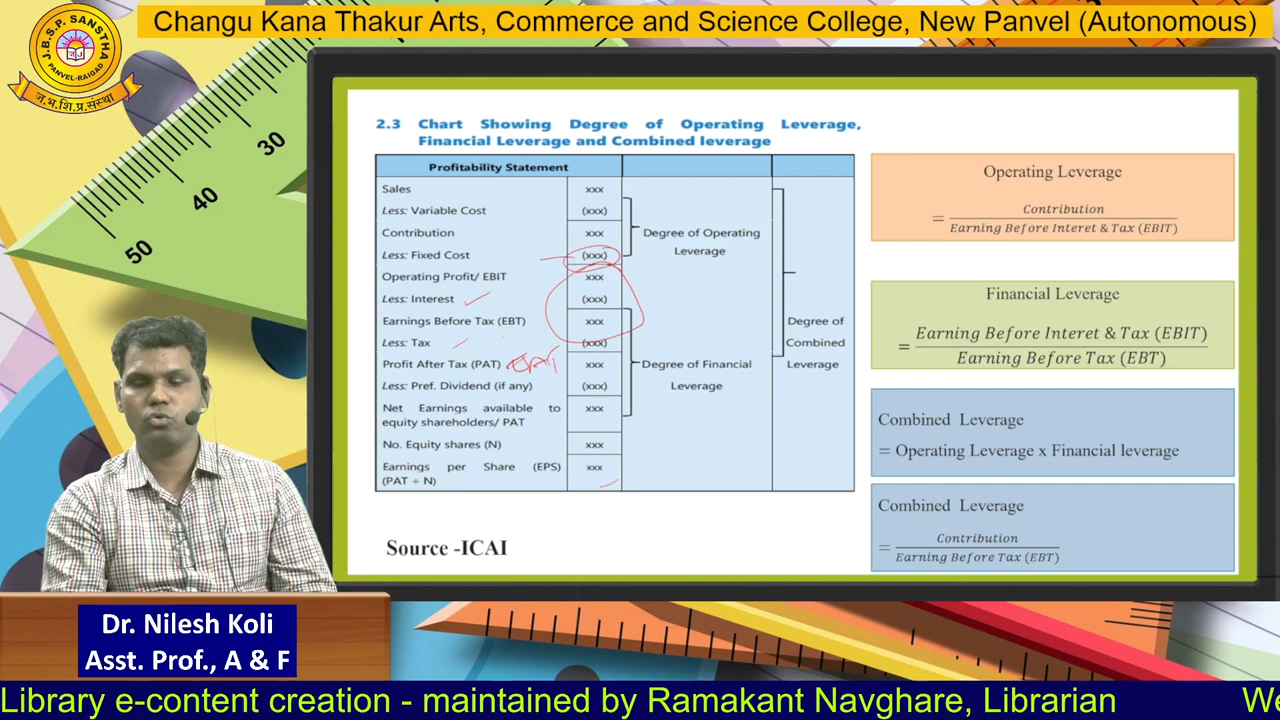 Changu Kana Thakur Arts, Commerce and Science College, New Panvel (Autonomous)
J.B.S.P. SANSTHA
PANVEL-RAIGAD
ज.भ.शि.प्र.संस्था
30
40
50
2.3 Chart Showing Degree of Operating Leverage,
Financial Leverage and Combined leverage
Profitability Statement
Sales xxx
Less: Variable Cost (xxx)
Contribution xxx
Degree of Operating
Leverage
Less: Fixed Cost (xxx)
Operating Profit/ EBIT xxx
Less: Interest (xxx)
Earnings Before Tax (EBT) xxx
Less: Tax (xxx)
Profit After Tax (PAT) EAT xxx
Less: Pref. Dividend (if any) (xxx)
Net Earnings available to
equity shareholders/ PAT
xxx
No. Equity shares (N) xxx
Earnings per Share (EPS)
(PAT ÷ N)
xxx
Degree of Financial
Leverage
Degree of
Combined
Leverage
Operating Leverage
= Contribution
Earning Before Interet & Tax (EBIT)
Financial Leverage
= Earning Before Interet & Tax (EBIT)
Earning Before Tax (EBT)
Combined Leverage
= Operating Leverage x Financial leverage
Combined Leverage
= Contribution
Earning Before Tax (EBT)
Source -ICAI
Dr. Nilesh Koli
Asst. Prof., A & F
Library e-content creation - maintained by Ramakant Navghare, Librarian We